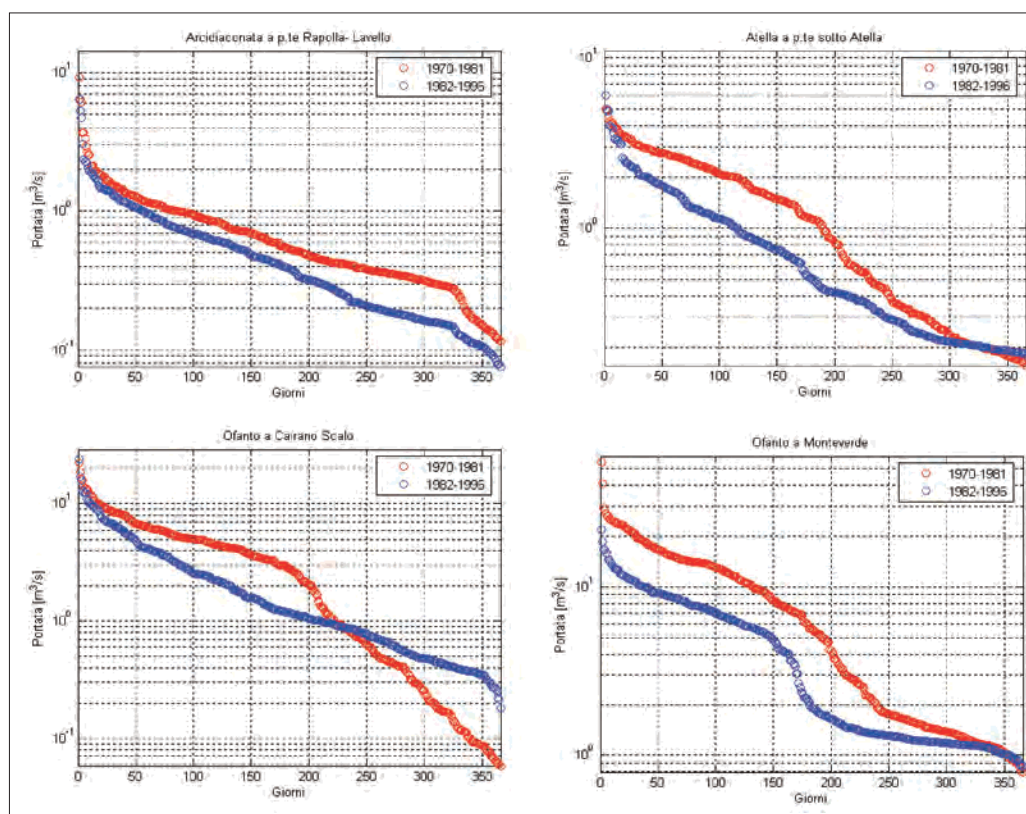 Arcidiaconata a p.te Rapolla- Lavello
1970-1981
1982-1996
10^1
10^0
10^-1
Portata [m^3/s]
0 50 100 150 200 250 300 350
Giorni
Atella a p.te sotto Atella
1970-1981
1982-1996
10^1
10^0
Portata [m^3/s]
0 50 100 150 200 250 300 350
Giorni
Ofanto a Cairano Scalo
1970-1981
1982-1996
10^1
10^0
10^-1
Portata [m^3/s]
0 50 100 150 200 250 300 350
Giorni
Ofanto a Monteverde
1970-1981
1982-1996
10^1
10^0
Portata [m^3/s]
0 50 100 150 200 250 300 350
Giorni